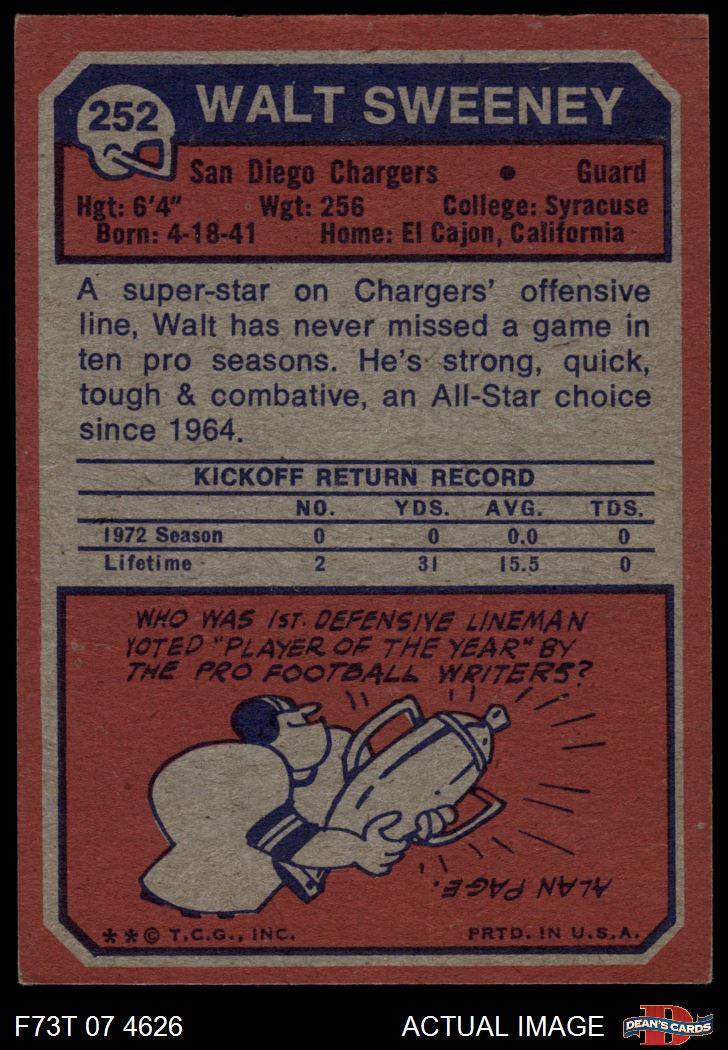 252
WALT SWEENEY
San Diego Chargers • Guard
Hgt: 6'4" Wgt: 256 College: Syracuse
Born: 4-18-41 Home: El Cajon, California
A super-star on Chargers' offensive
line, Walt has never missed a game in
ten pro seasons. He's strong, quick,
tough & combative, an All-Star choice
since 1964.
KICKOFF RETURN RECORD
NO. YDS. AVG. TDS.
1972 Season 0 0 0.0 0
Lifetime 2 31 15.5 0
WHO WAS 1ST. DEFENSIVE LINEMAN
VOTED "PLAYER OF THE YEAR" BY
THE PRO FOOTBALL WRITERS?
ALAN PAGE.
**© T.C.G., INC. PRTD. IN U.S.A.
F73T 07 4626 ACTUAL IMAGE
D
DEAN'S CARDS